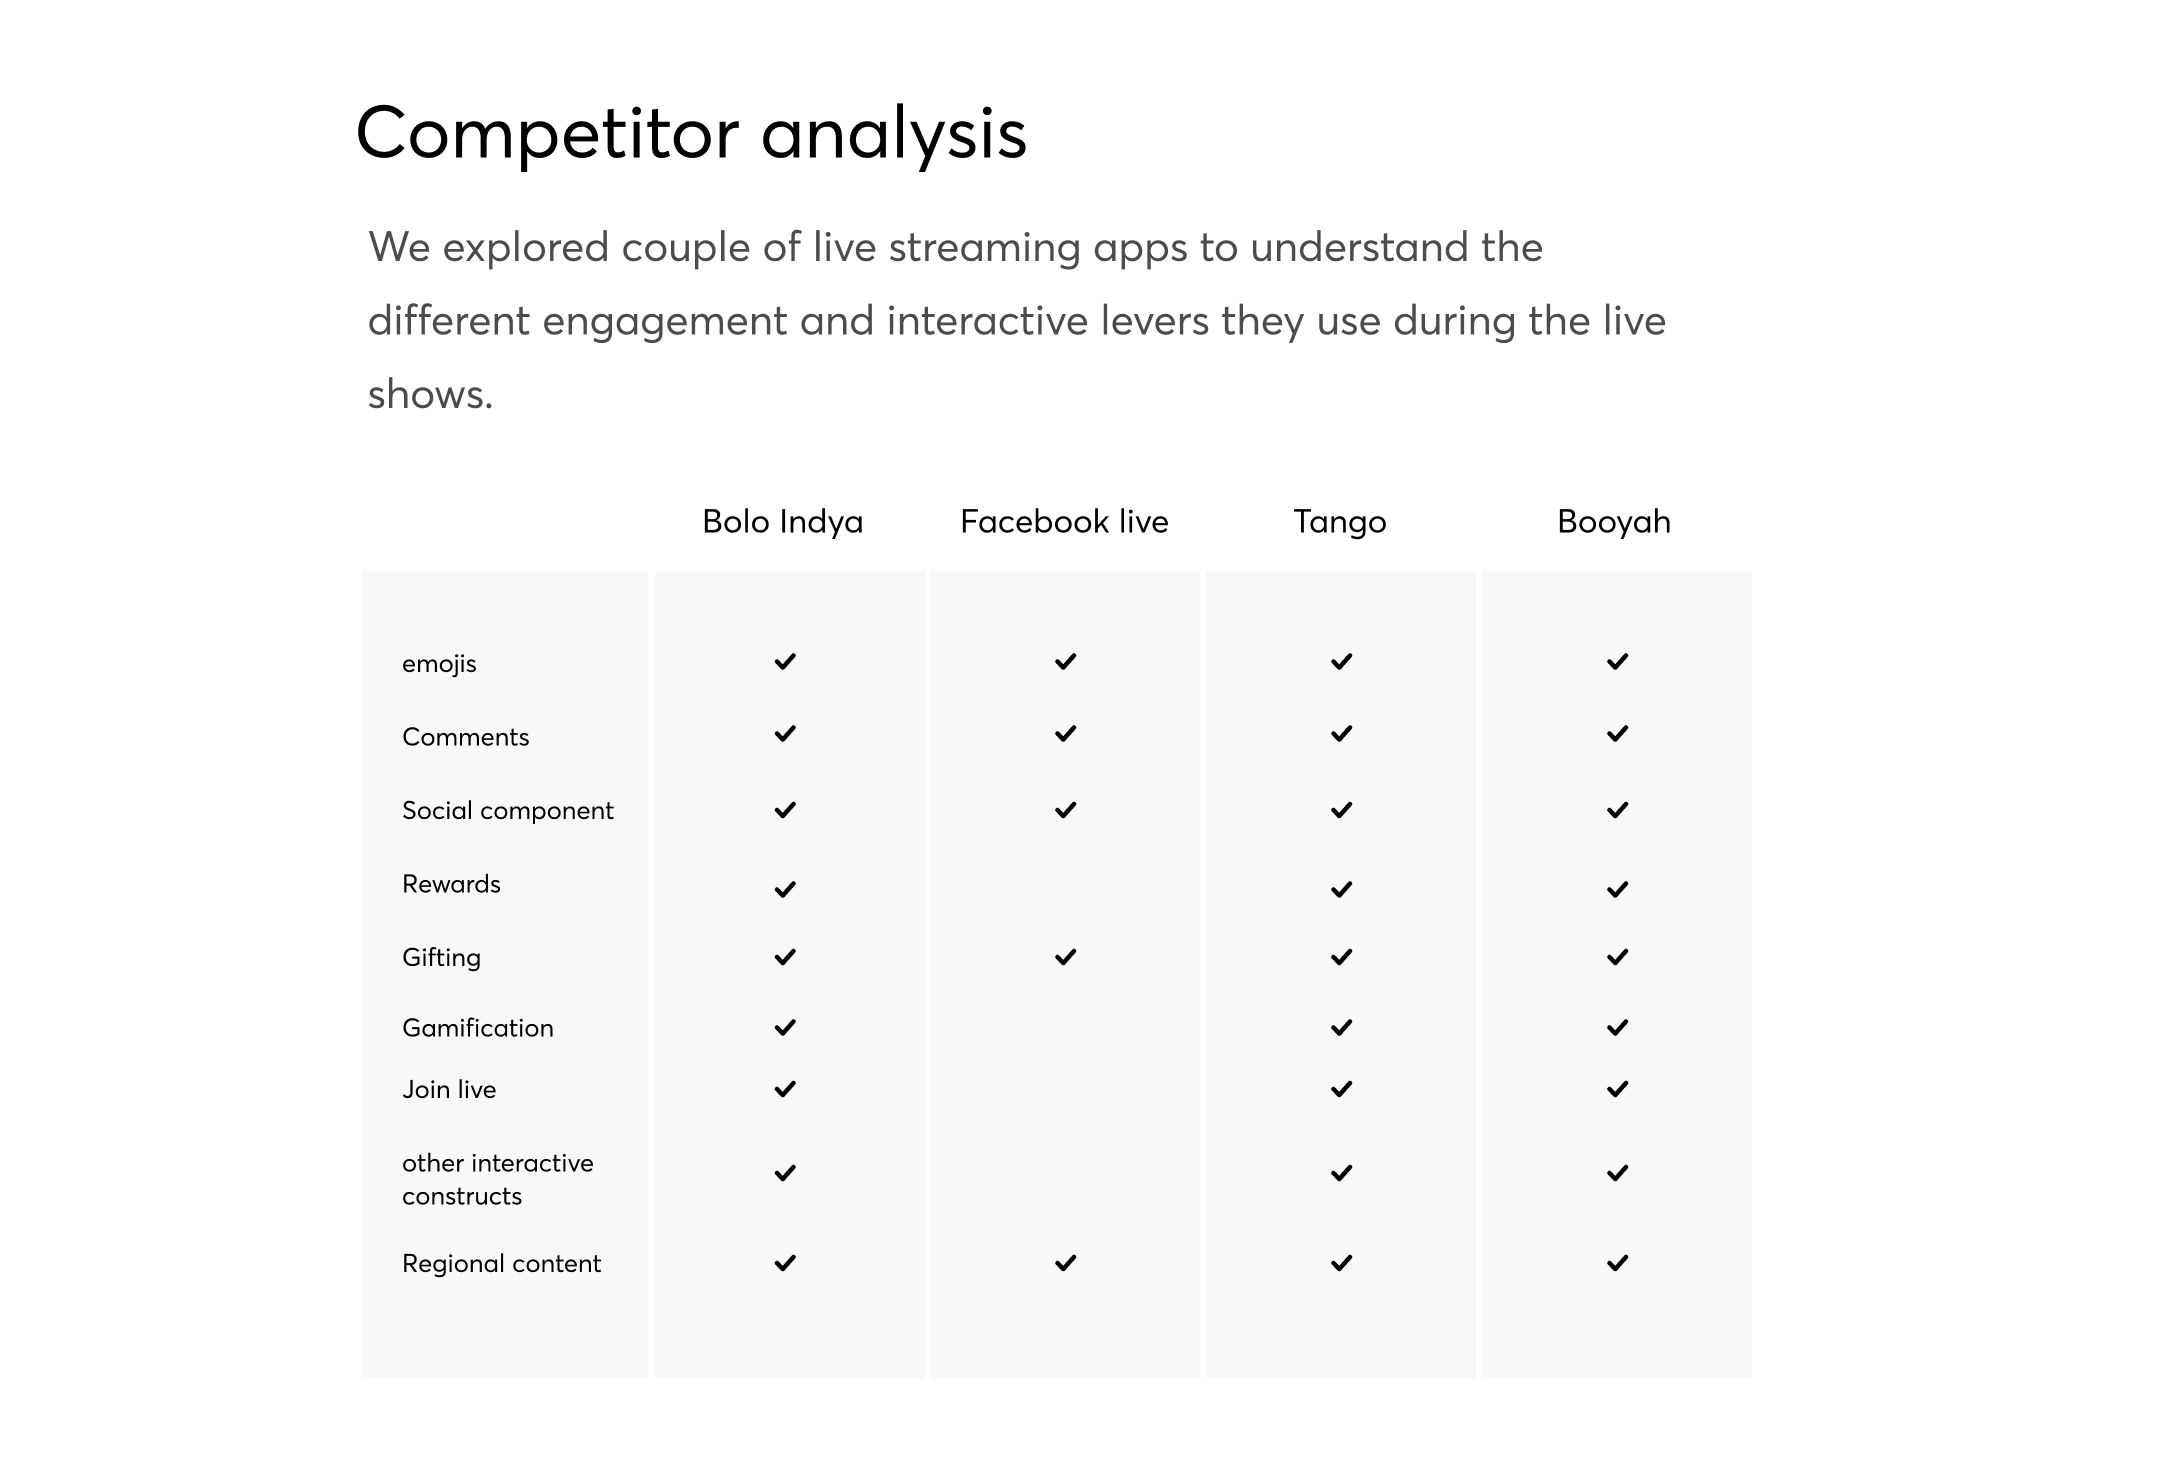 Competitor analysis
We explored couple of live streaming apps to understand the
different engagement and interactive levers they use during the live
shows.
Bolo Indya Facebook live Tango Booyah
emojis ✓ ✓ ✓ ✓
Comments ✓ ✓ ✓ ✓
Social component ✓ ✓ ✓ ✓
Rewards ✓ ✓ ✓
Gifting ✓ ✓ ✓ ✓
Gamification ✓ ✓ ✓
Join live ✓ ✓ ✓
other interactive
constructs ✓ ✓ ✓
Regional content ✓ ✓ ✓ ✓